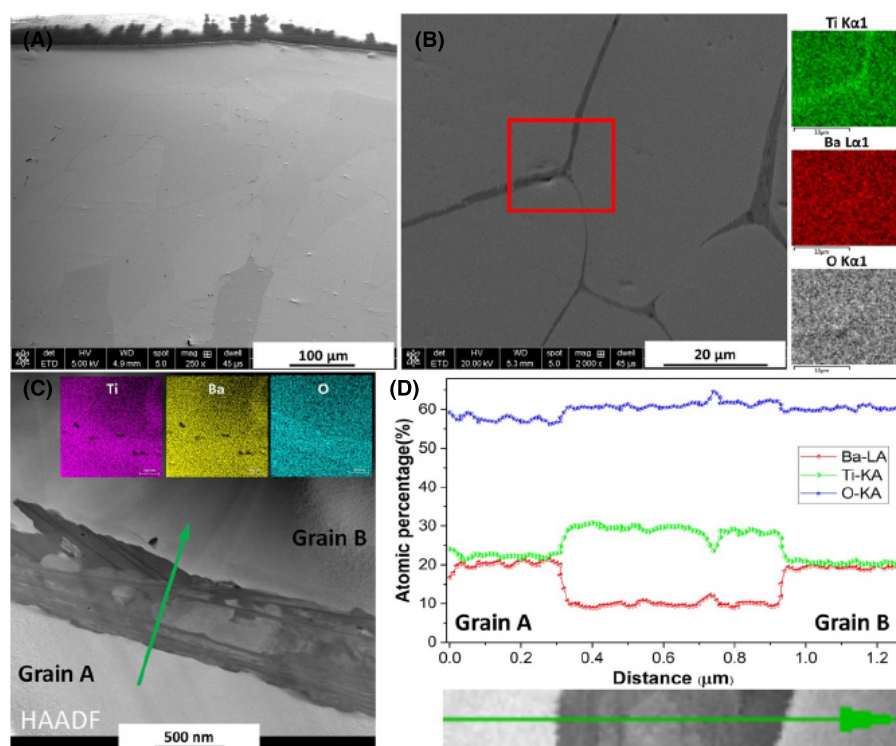 (A)
det HV WD spot mag dwell
ETD 5.00 kV 4.9 mm 5.0 250 x 45 µs
100 µm
(B)
det HV WD spot mag dwell
ETD 20.00 kV 5.3 mm 5.0 2 000 x 45 µs
20 µm
Ti Kα1
10µm
Ba Lα1
10µm
O Kα1
10µm
(C)
Ti Ba O
Grain B
Grain A
HAADF
500 nm
(D)
Atomic percentage(%)
60
50
40
30
20
10
0
Ba-LA
Ti-KA
O-KA
Grain A Grain B
0.0 0.2 0.4 0.6 0.8 1.0 1.2
Distance (µm)